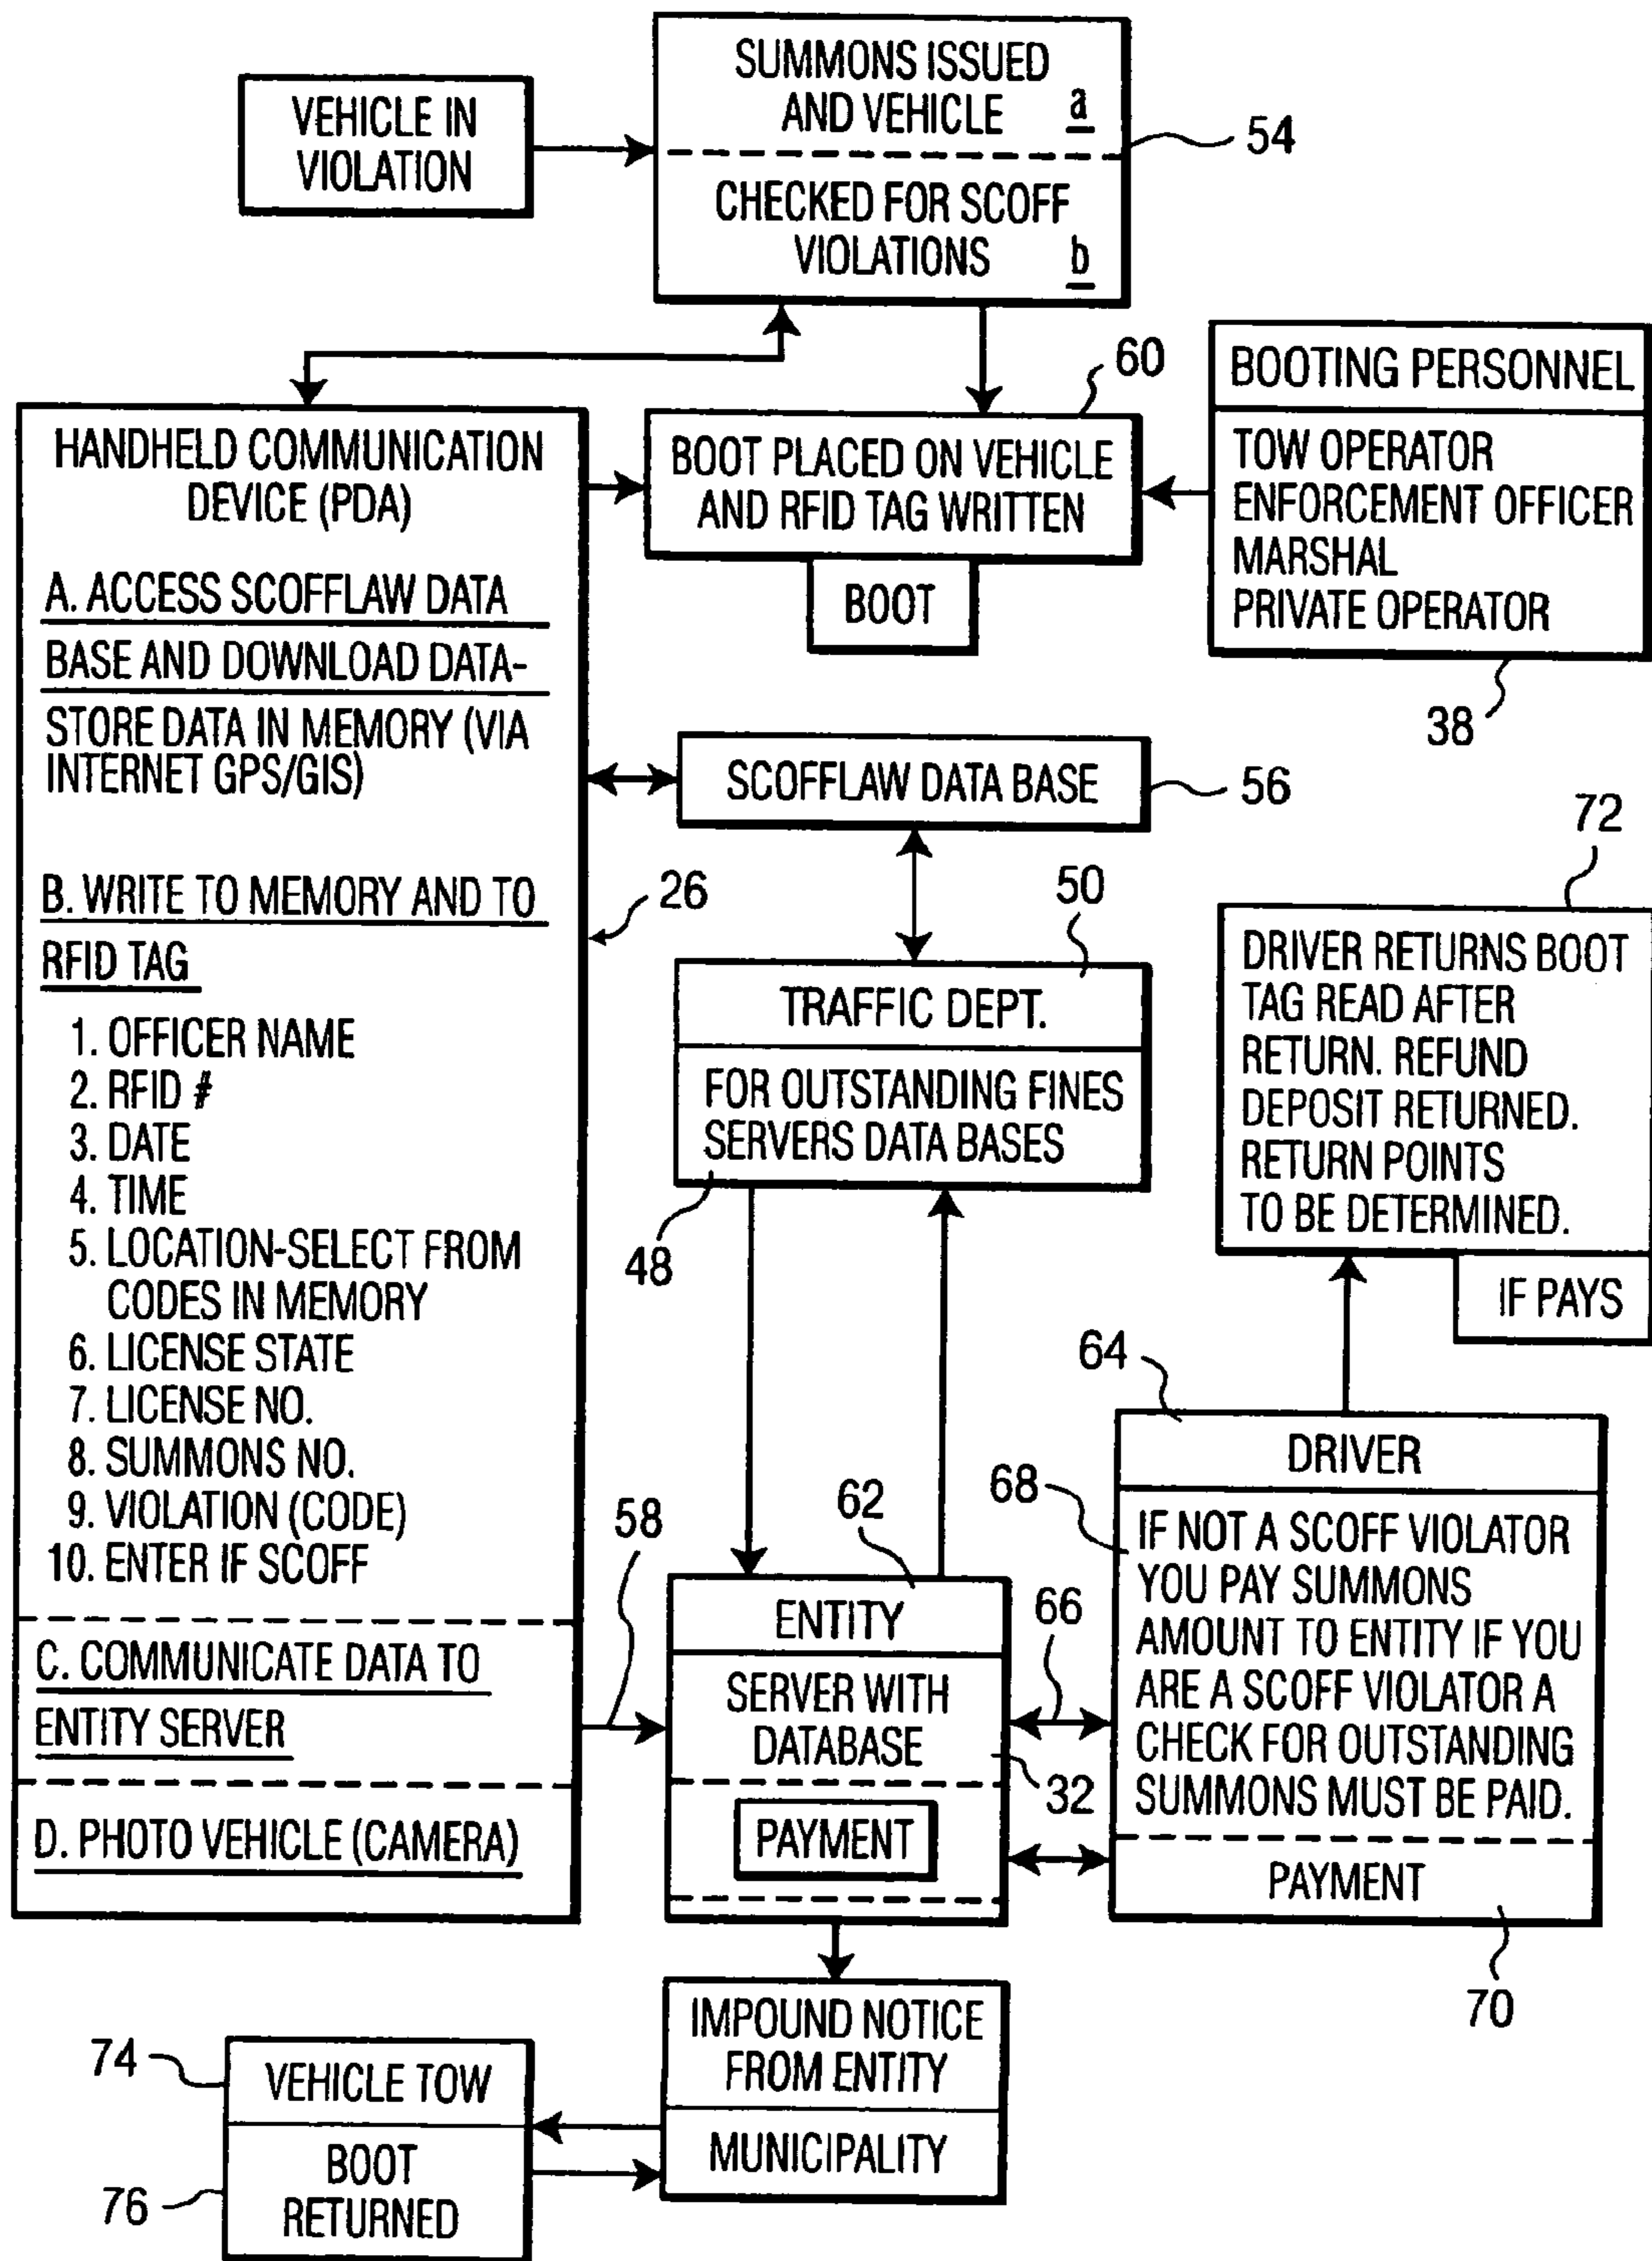 VEHICLE IN
VIOLATION
SUMMONS ISSUED
AND VEHICLE a
CHECKED FOR SCOFF
VIOLATIONS b
54
60
BOOTING PERSONNEL
TOW OPERATOR
ENFORCEMENT OFFICER
MARSHAL
PRIVATE OPERATOR
38
BOOT PLACED ON VEHICLE
AND RFID TAG WRITTEN
BOOT
HANDHELD COMMUNICATION
DEVICE (PDA)
A. ACCESS SCOFFLAW DATA
BASE AND DOWNLOAD DATA-
STORE DATA IN MEMORY (VIA
INTERNET GPS/GIS)
B. WRITE TO MEMORY AND TO
RFID TAG
1. OFFICER NAME
2. RFID #
3. DATE
4. TIME
5. LOCATION-SELECT FROM
CODES IN MEMORY
6. LICENSE STATE
7. LICENSE NO.
8. SUMMONS NO.
9. VIOLATION (CODE)
10. ENTER IF SCOFF
C. COMMUNICATE DATA TO
ENTITY SERVER
D. PHOTO VEHICLE (CAMERA)
26
SCOFFLAW DATA BASE
56
50
TRAFFIC DEPT.
FOR OUTSTANDING FINES
SERVERS DATA BASES
48
72
DRIVER RETURNS BOOT
TAG READ AFTER
RETURN. REFUND
DEPOSIT RETURNED.
RETURN POINTS
TO BE DETERMINED.
IF PAYS
58
62
ENTITY
SERVER WITH
DATABASE
32
PAYMENT
66
64
DRIVER
68
IF NOT A SCOFF VIOLATOR
YOU PAY SUMMONS
AMOUNT TO ENTITY IF YOU
ARE A SCOFF VIOLATOR A
CHECK FOR OUTSTANDING
SUMMONS MUST BE PAID.
PAYMENT
70
IMPOUND NOTICE
FROM ENTITY
MUNICIPALITY
74
VEHICLE TOW
76
BOOT
RETURNED